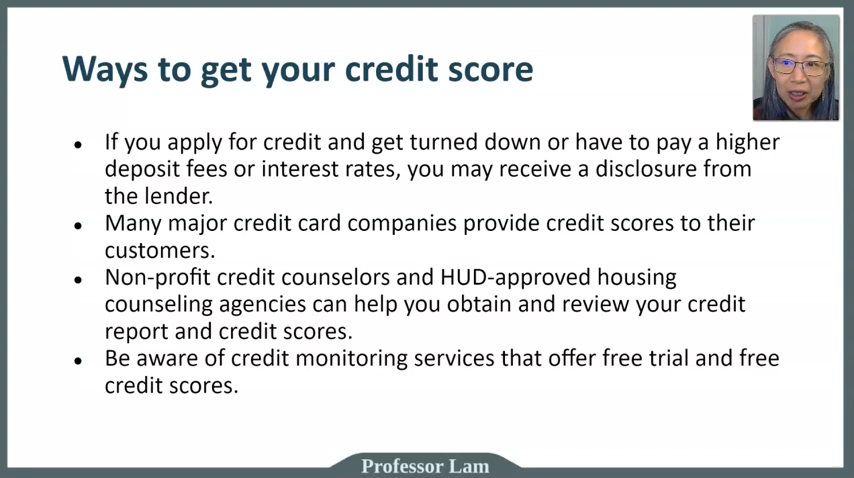 Ways to get your credit score
• If you apply for credit and get turned down or have to pay a higher
deposit fees or interest rates, you may receive a disclosure from
the lender.
• Many major credit card companies provide credit scores to their
customers.
• Non-profit credit counselors and HUD-approved housing
counseling agencies can help you obtain and review your credit
report and credit scores.
• Be aware of credit monitoring services that offer free trial and free
credit scores.
Professor Lam